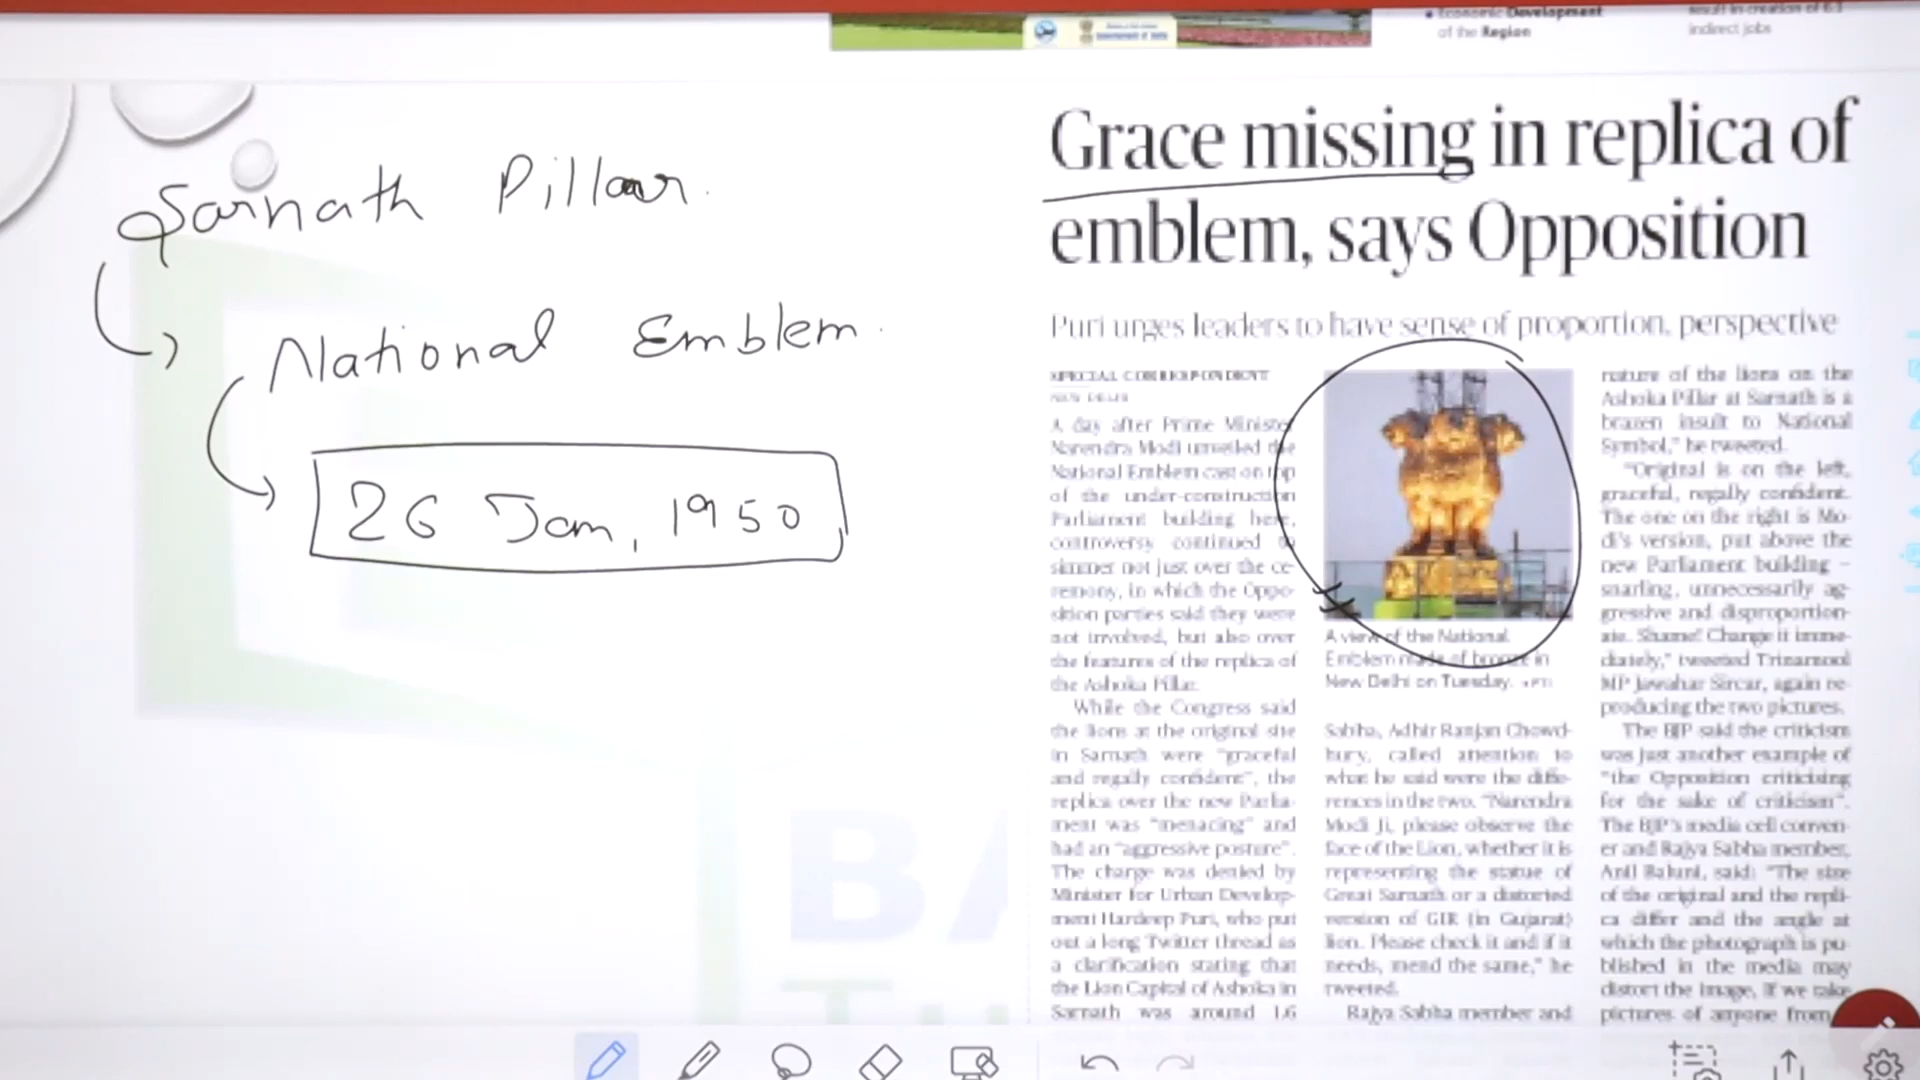 Economic Development
of the Region
result in creation of 6.3
indirect jobs
Sarnath Pillar.
National Emblem.
26 Jan, 1950
Grace missing in replica of
emblem, says Opposition
Puri urges leaders to have sense of proportion, perspective
SPECIAL CORRESPONDENT
NEW DELHI
A day after Prime Minister
Narendra Modi unveiled the
National Emblem cast on top
of the under-construction
Parliament building here,
controversy continued to
simmer not just over the ce-
remony, in which the Oppo-
sition parties said they were
not involved, but also over
the features of the replica of
the Ashoka Pillar.
While the Congress said
the lions at the original site
in Sarnath were "graceful
and regally confident", the
replica over the new Parlia-
ment was "menacing" and
had an "aggressive posture".
The charge was denied by
Minister for Urban Develop-
ment Hardeep Puri, who put
out a long Twitter thread as
a clarification stating that
the Lion Capital of Ashoka in
Sarnath was around 1.6
A view of the National
Emblem made of bronze in
New Delhi on Tuesday. PTI
Sabha, Adhir Ranjan Chowd-
hury, called attention to
what he said were the diffe-
rences in the two. "Narendra
Modi Ji, please observe the
face of the Lion, whether it is
representing the statue of
Great Sarnath or a distorted
version of GIR (in Gujarat)
lion. Please check it and if it
needs, mend the same," he
tweeted.
Rajya Sabha member and
nature of the lions on the
Ashoka Pillar at Sarnath is a
brazen insult to National
Symbol," he tweeted.
"Original is on the left,
graceful, regally confident.
The one on the right is Mo-
di's version, put above the
new Parliament building –
snarling, unnecessarily ag-
gressive and disproportion-
ate. Shame! Change it imme-
diately," tweeted Trinamool
MP Jawahar Sircar, again re-
producing the two pictures.
The BJP said the criticism
was just another example of
"the Opposition criticising
for the sake of criticism".
The BJP's media cell conven-
er and Rajya Sabha member,
Anil Baluni, said: "The size
of the original and the repli-
ca differ and the angle at
which the photograph is pu-
blished in the media may
distort the image. If we take
pictures of anyone from
BA